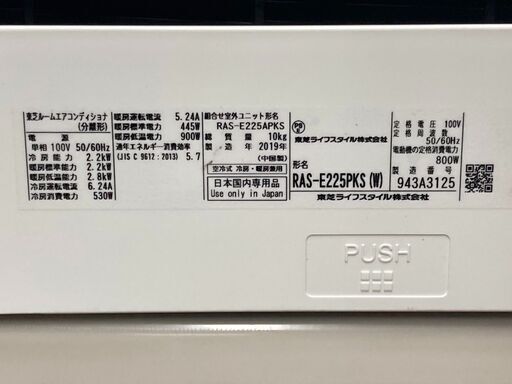 東芝ルームエアコンディショナ
(分離形)
電 源
単相 100V 50/60Hz
冷 房 能 力 2.2kW
暖 房 能 力 2.2kW
暖房低温能力 2.8kW
冷房運転電流 6.24A
冷房消費電力 530W
暖房運転電流 5.24A
暖房標準電力 445W
暖房低温電力 900W
通年エネルギー消費効率
(JIS C 9612:2013) 5.7
組合せ室外ユニット形名
RAS-E225APKS
総 質 量 10kg
製 造 年 2019年
(中国製)
空冷式 冷房・暖房兼用
日本国内専用品
Use only in Japan
PS E
東芝ライフスタイル株式会社
形名
RAS-E225PKS(W)
定 格 電 圧 100V
定 格 周 波 数
50/60Hz
電動機の定格消費電力
800W
製 造 番 号
943A3125
東芝ライフスタイル株式会社
PUSH